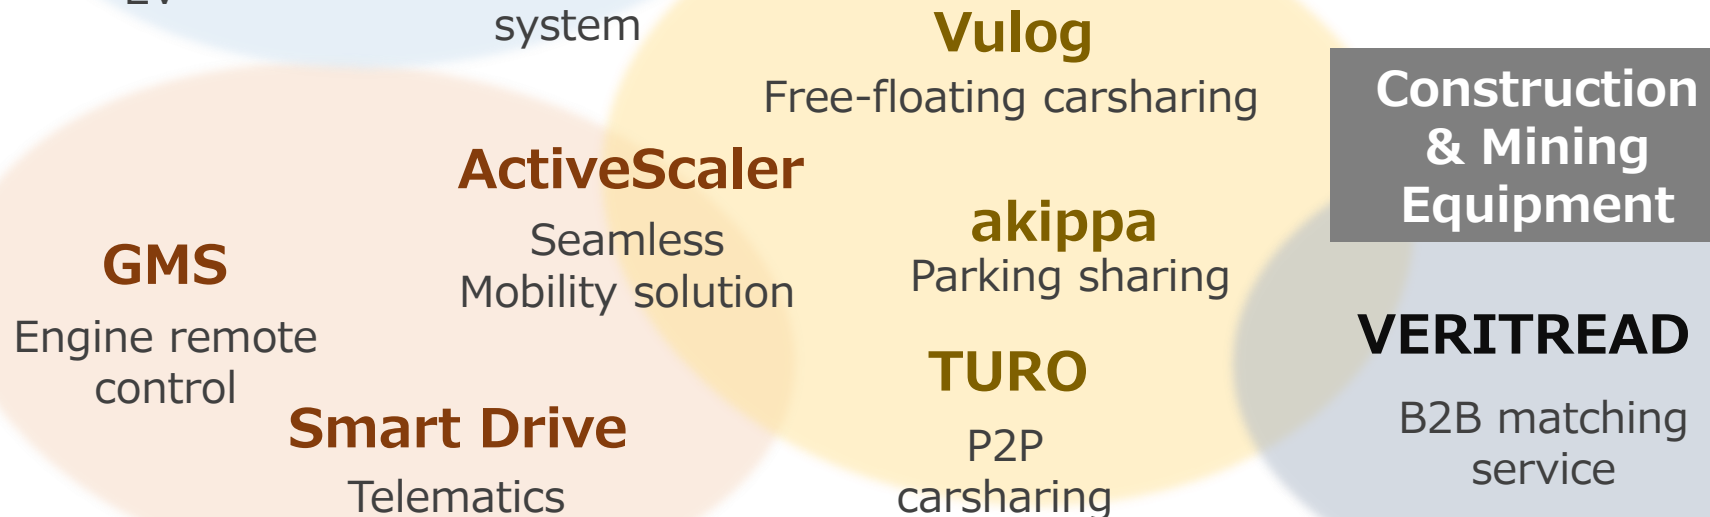 system
Vulog
Free-floating carsharing
Construction
& Mining
Equipment
ActiveScaler
Seamless
Mobility solution
akippa
Parking sharing
GMS
Engine remote
control
VERITREAD
B2B matching
service
TURO
P2P
carsharing
Smart Drive
Telematics